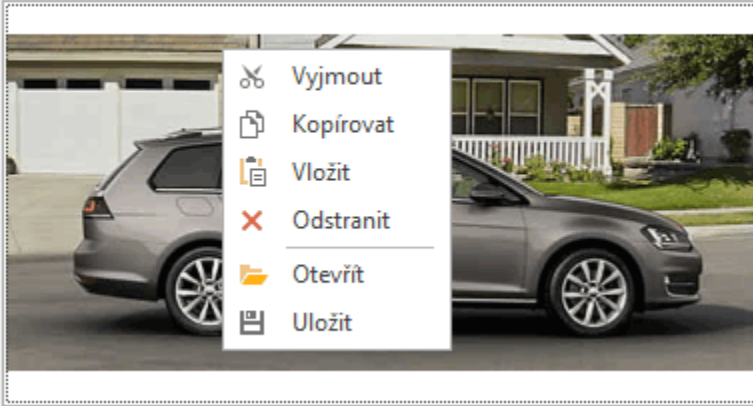 Vyjmout
Kopírovat
Vložit
Odstranit
Otevřít
Uložit